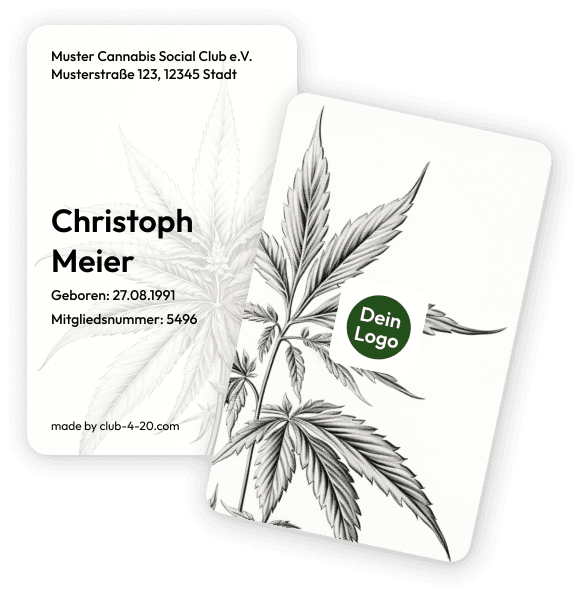 Muster Cannabis Social Club e.V.
Musterstraße 123, 12345 Stadt
Christoph
Meier
Geboren: 27.08.1991
Mitgliedsnummer: 5496
made by club-4-20.com
Dein
Logo